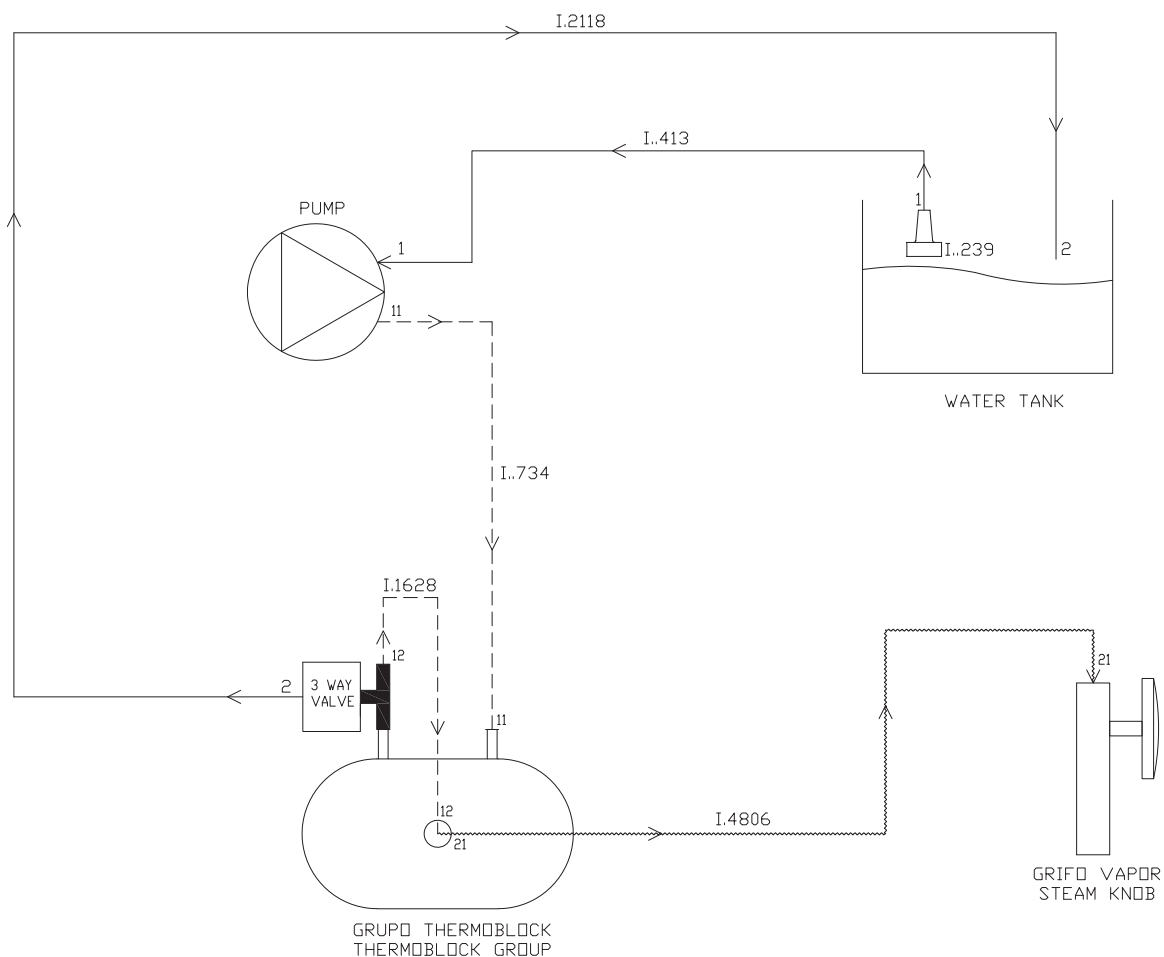 I.2118
I..413
PUMP
1
1
I..239
2
11
WATER TANK
I..734
I.1628
12
21
2
3 WAY
VALVE
11
12
21
I.4806
GRIFO VAPOR
STEAM KNOB
GRUPO THERMOBLOCK
THERMOBLOCK GROUP